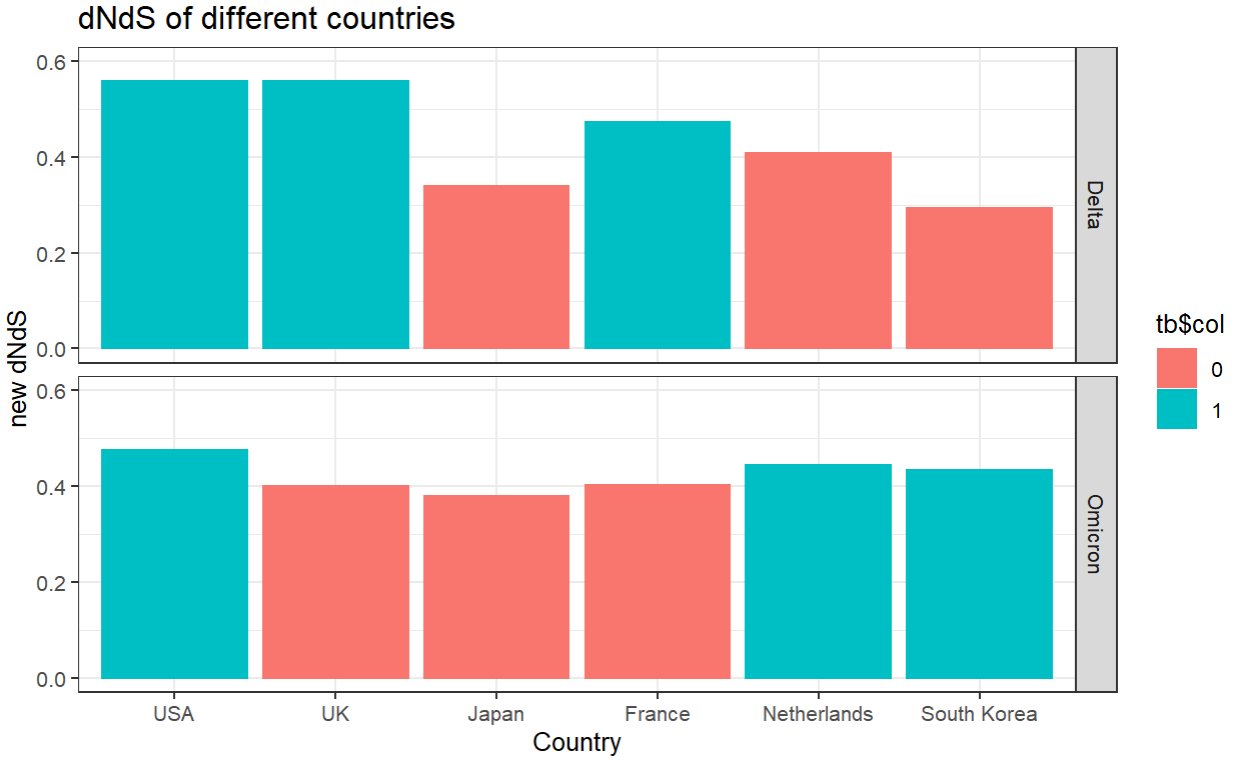 dNdS of different countries
new dNdS
0.6
0.4
0.2
0.0
Delta
0.6
0.4
0.2
0.0
Omicron
USA UK Japan France Netherlands South Korea
Country
tb$col
0
1